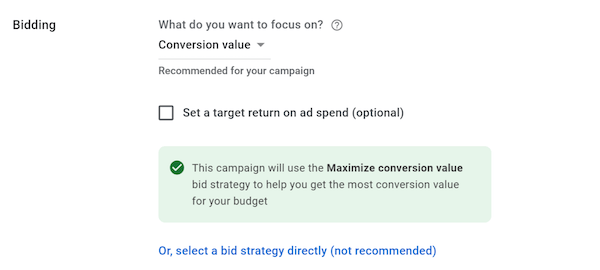 Bidding
What do you want to focus on?
Conversion value
Recommended for your campaign
Set a target return on ad spend (optional)
This campaign will use the Maximize conversion value
bid strategy to help you get the most conversion value
for your budget
Or, select a bid strategy directly (not recommended)